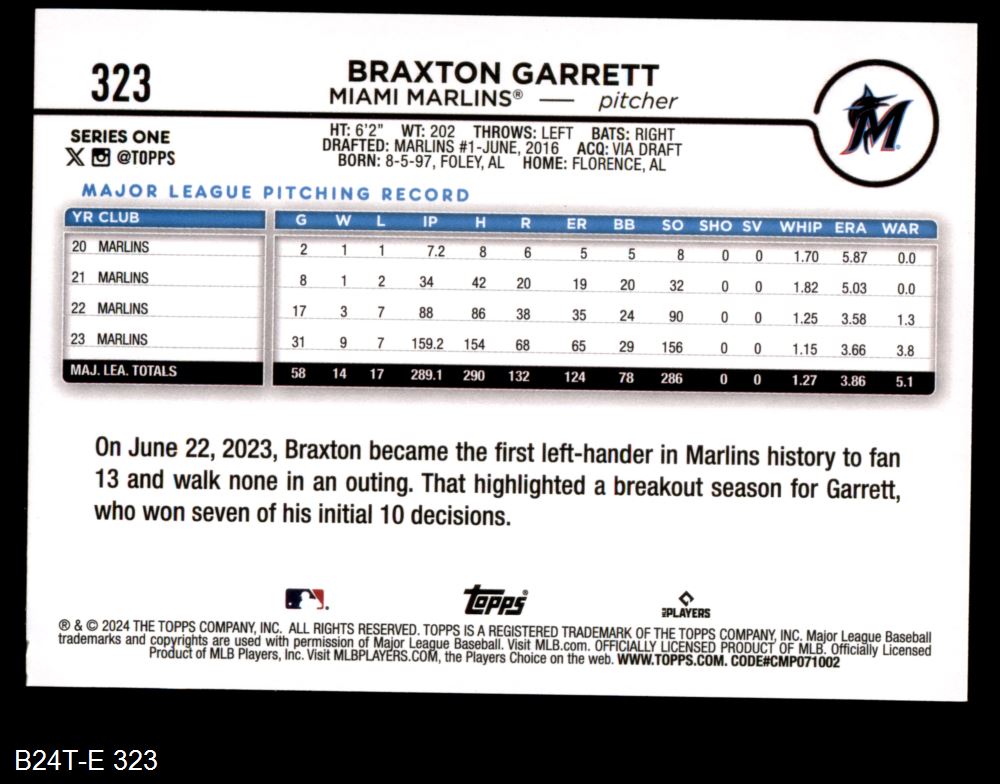 323
BRAXTON GARRETT
MIAMI MARLINS® — pitcher
SERIES ONE
X @TOPPS
HT: 6'2" WT: 202 THROWS: LEFT BATS: RIGHT
DRAFTED: MARLINS #1-JUNE, 2016 ACQ: VIA DRAFT
BORN: 8-5-97, FOLEY, AL HOME: FLORENCE, AL
M
MAJOR LEAGUE PITCHING RECORD
YR CLUB G W L IP H R ER BB SO SHO SV WHIP ERA WAR
20 MARLINS 2 1 1 7.2 8 6 5 5 8 0 0 1.70 5.87 0.0
21 MARLINS 8 1 2 34 42 20 19 20 32 0 0 1.82 5.03 0.0
22 MARLINS 17 3 7 88 86 38 35 24 90 0 0 1.25 3.58 1.3
23 MARLINS 31 9 7 159.2 154 68 65 29 156 0 0 1.15 3.66 3.8
MAJ. LEA. TOTALS 58 14 17 289.1 290 132 124 78 286 0 0 1.27 3.86 5.1
On June 22, 2023, Braxton became the first left-hander in Marlins history to fan
13 and walk none in an outing. That highlighted a breakout season for Garrett,
who won seven of his initial 10 decisions.
Topps® MLBPLAYERS
® & © 2024 THE TOPPS COMPANY, INC. ALL RIGHTS RESERVED. TOPPS IS A REGISTERED TRADEMARK OF THE TOPPS COMPANY, INC. Major League Baseball
trademarks and copyrights are used with permission of Major League Baseball. Visit MLB.com. OFFICIALLY LICENSED PRODUCT OF MLB. Officially Licensed
Product of MLB Players, Inc. Visit MLBPLAYERS.COM, the Players Choice on the web. WWW.TOPPS.COM. CODE#CMP071002
B24T-E 323